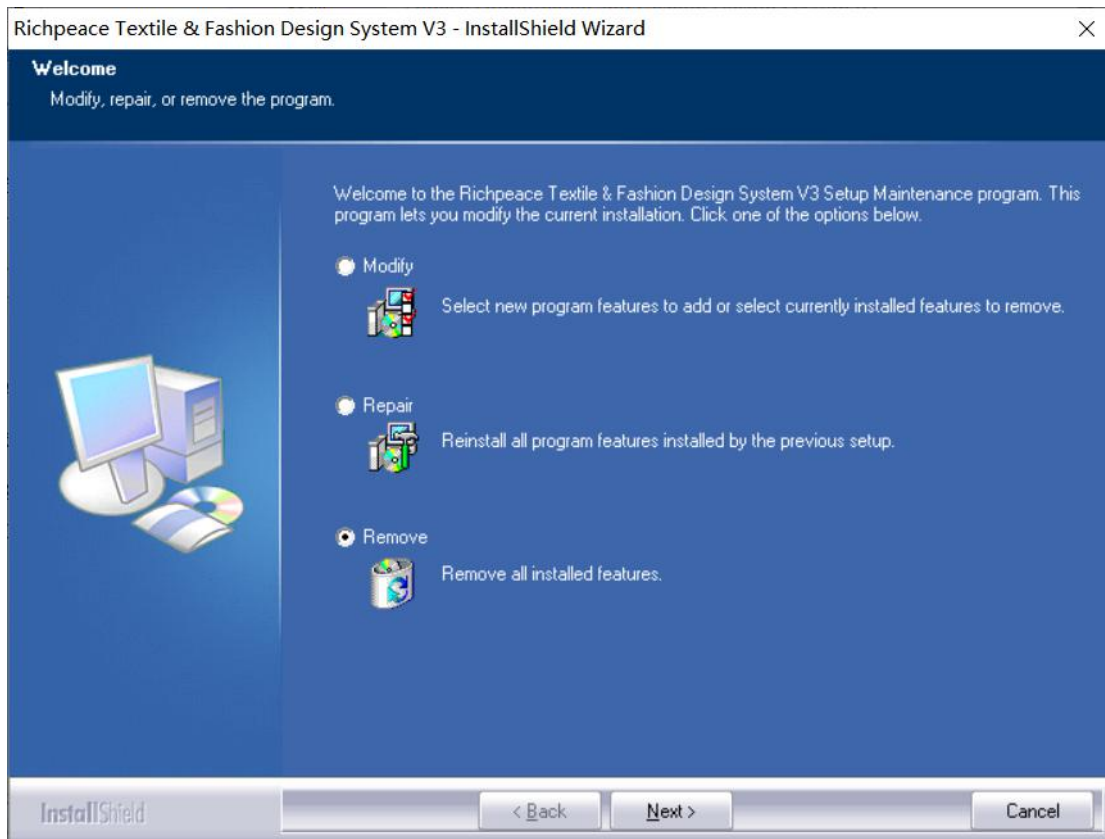 Richpeace Textile & Fashion Design System V3 - InstallShield Wizard
Welcome
Modify, repair, or remove the program.
Welcome to the Richpeace Textile & Fashion Design System V3 Setup Maintenance program. This
program lets you modify the current installation. Click one of the options below.
Modify
Select new program features to add or select currently installed features to remove.
Repair
Reinstall all program features installed by the previous setup.
Remove
Remove all installed features.
InstallShield
< Back
Next >
Cancel